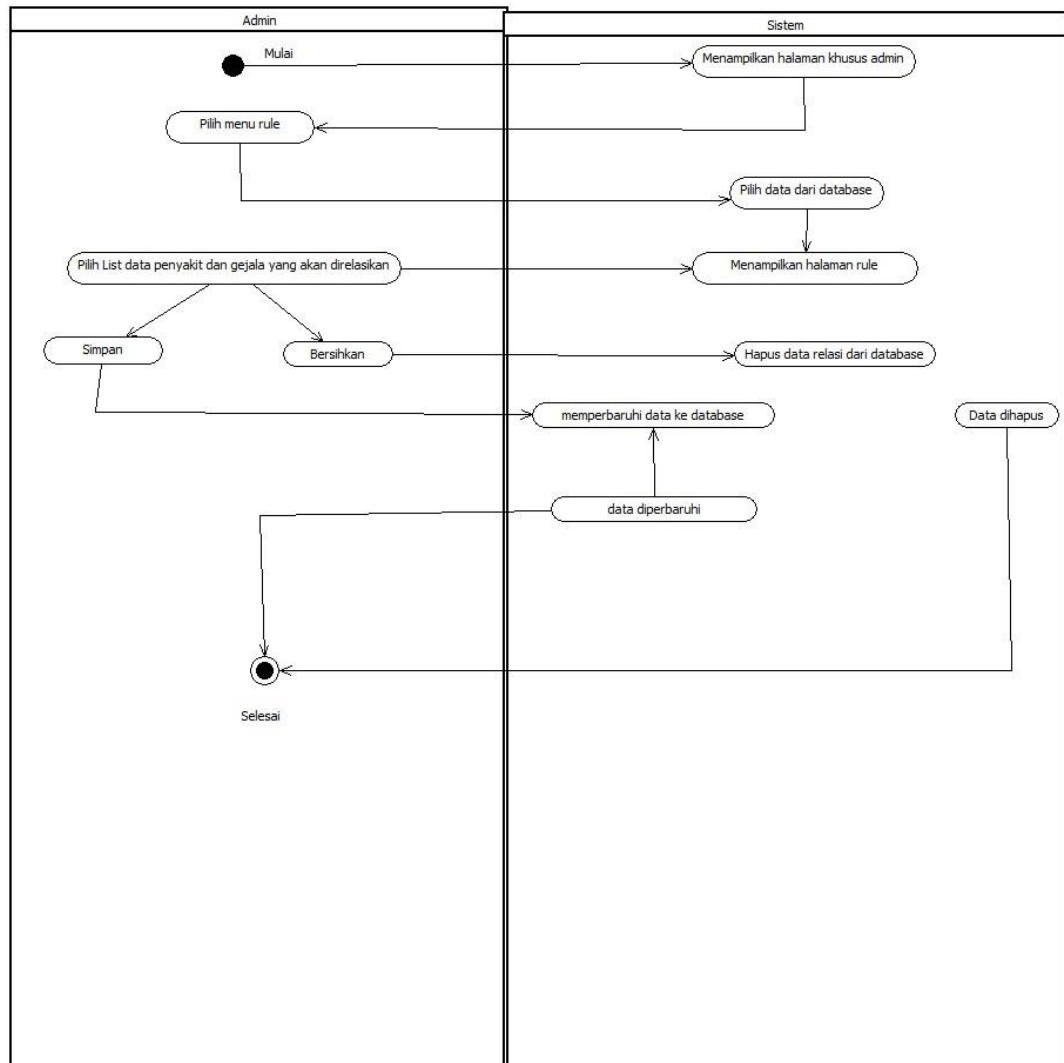 Admin
Sistem
Mulai
Menampilkan halaman khusus admin
Pilih menu rule
Pilih data dari database
Pilih List data penyakit dan gejala yang akan direlasikan
Menampilkan halaman rule
Simpan
Bersihkan
Hapus data relasi dari database
memperbaruhi data ke database
Data dihapus
data diperbaruhi
Selesai